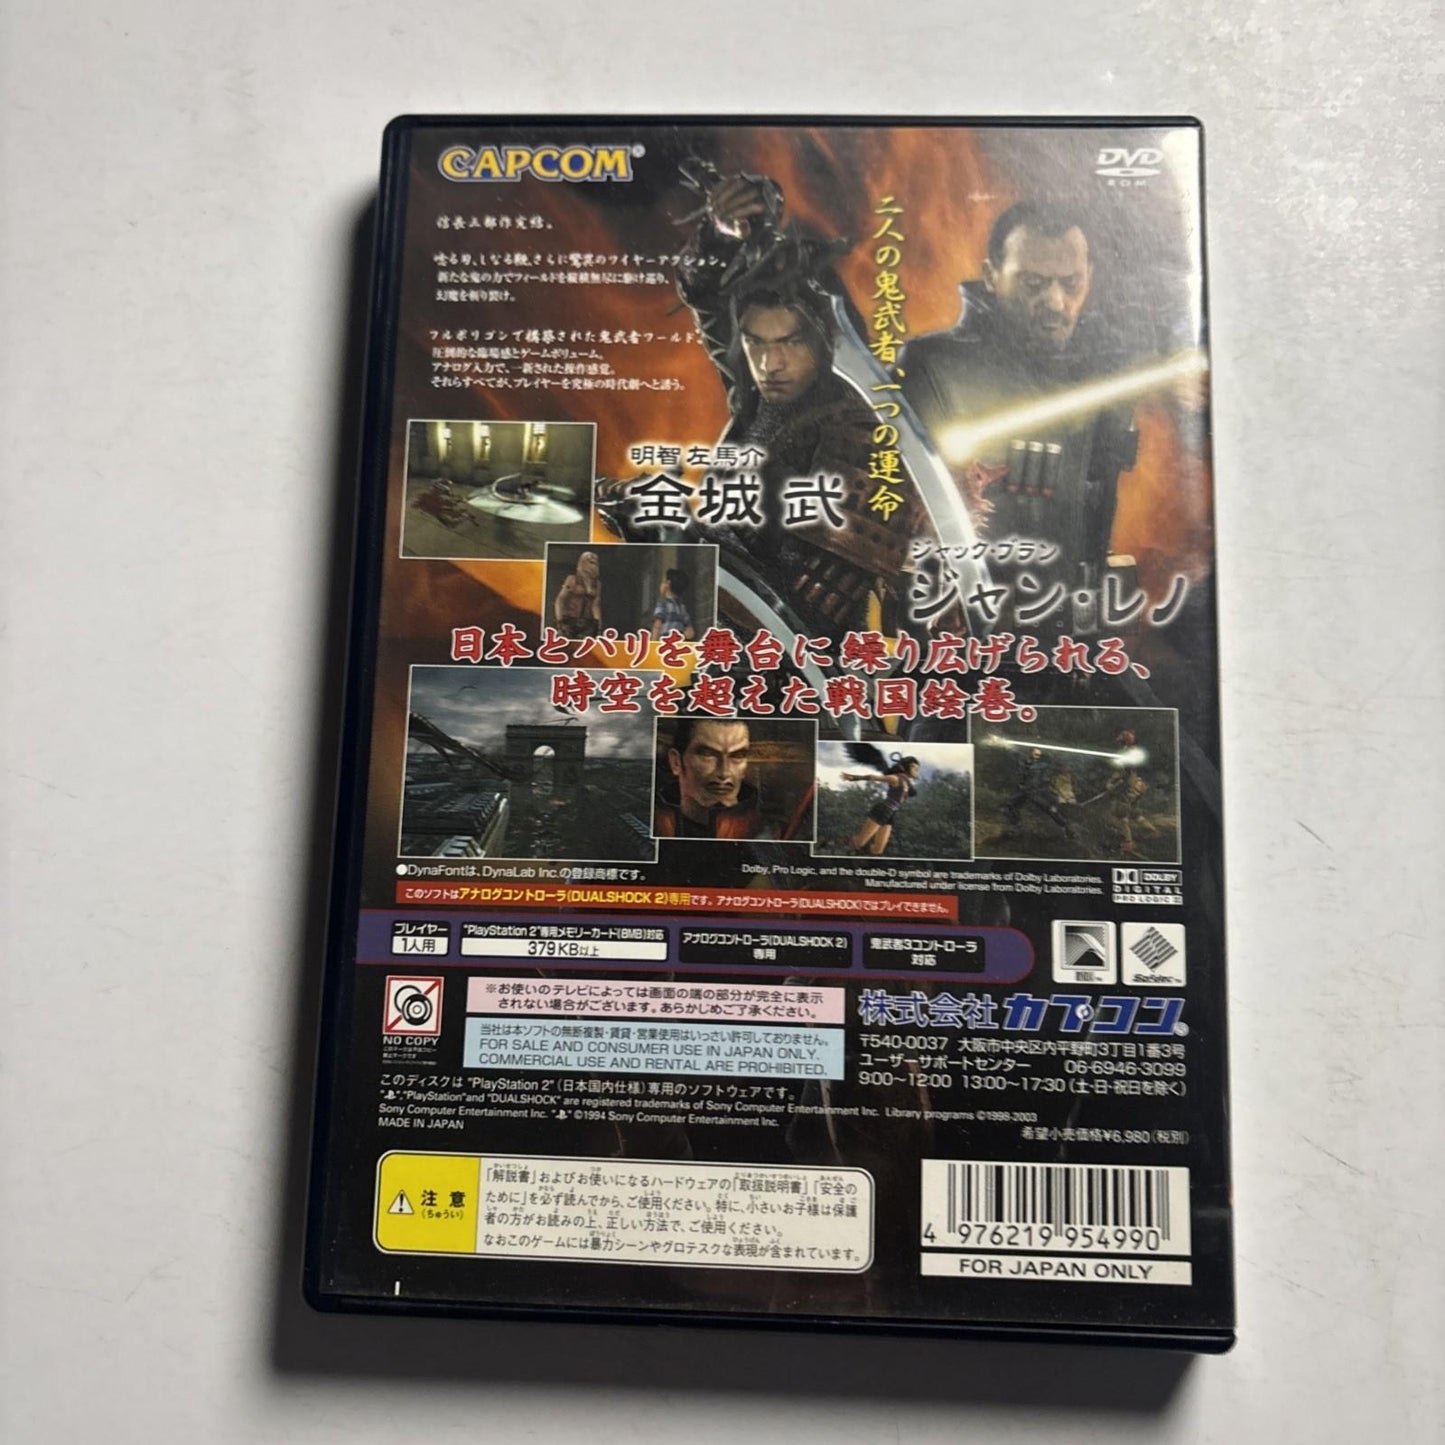 CAPCOM®
DVD
ROM
信長三部作完結。
唸る刃、しなる鞭、さらに驚異のワイヤーアクション。
新たな鬼の力でフィールドを縦横無尽に駆け巡り、
幻魔を斬り裂け。
フルポリゴンで構築された鬼武者ワールド。
圧倒的な臨場感とゲームボリューム。
アナログ入力で、一新された操作感覚。
それらすべてが、プレイヤーを究極の時代劇へと誘う。
二人の鬼武者、一つの運命
明智 左馬介
金城 武
ジャック・ブラン
ジャン・レノ
日本とパリを舞台に繰り広げられる、
時空を超えた戦国絵巻。
●DynaFontは、DynaLab Inc.の登録商標です。
Dolby, Pro Logic, and the double-D symbol are trademarks of Dolby Laboratories.
Manufactured under license from Dolby Laboratories.
DOLBY
DIGITAL
PRO LOGIC II
このソフトはアナログコントローラ(DUALSHOCK 2)専用です。アナログコントローラ(DUALSHOCK)ではプレイできません。
プレイヤー
1人用
"PlayStation 2"専用メモリーカード(8MB)対応
379KB以上
アナログコントローラ(DUALSHOCK 2)
専用
鬼武者3コントローラ
対応
NO COPY
※お使いのテレビによっては画面の端の部分が完全に表示
されない場合がございます。あらかじめご了承ください。
当社は本ソフトの無断複製・賃貸・営業使用はいっさい許可しておりません。
FOR SALE AND CONSUMER USE IN JAPAN ONLY.
COMMERCIAL USE AND RENTAL ARE PROHIBITED.
株式会社カプコン
〒540-0037 大阪市中央区内平野町3丁目1番3号
ユーザーサポートセンター 06-6946-3099
9:00～12:00 13:00～17:30(土・日・祝日を除く)
このディスクは "PlayStation 2"(日本国内仕様)専用のソフトウェアです。
"PlayStation"and "DUALSHOCK" are registered trademarks of Sony Computer Entertainment Inc. Library programs ©1998-2003
Sony Computer Entertainment Inc. ©1994 Sony Computer Entertainment Inc.
MADE IN JAPAN
希望小売価格¥6,980(税別)
注意
(ちゅうい)
「解説書」およびお使いになるハードウェアの「取扱説明書」「安全の
ために」を必ず読んでから、ご使用ください。特に、小さいお子様は保護
者の方がお読みの上、正しい方法で、ご使用ください。
なおこのゲームには暴力シーンやグロテスクな表現が含まれています。
4 976219 954990
FOR JAPAN ONLY